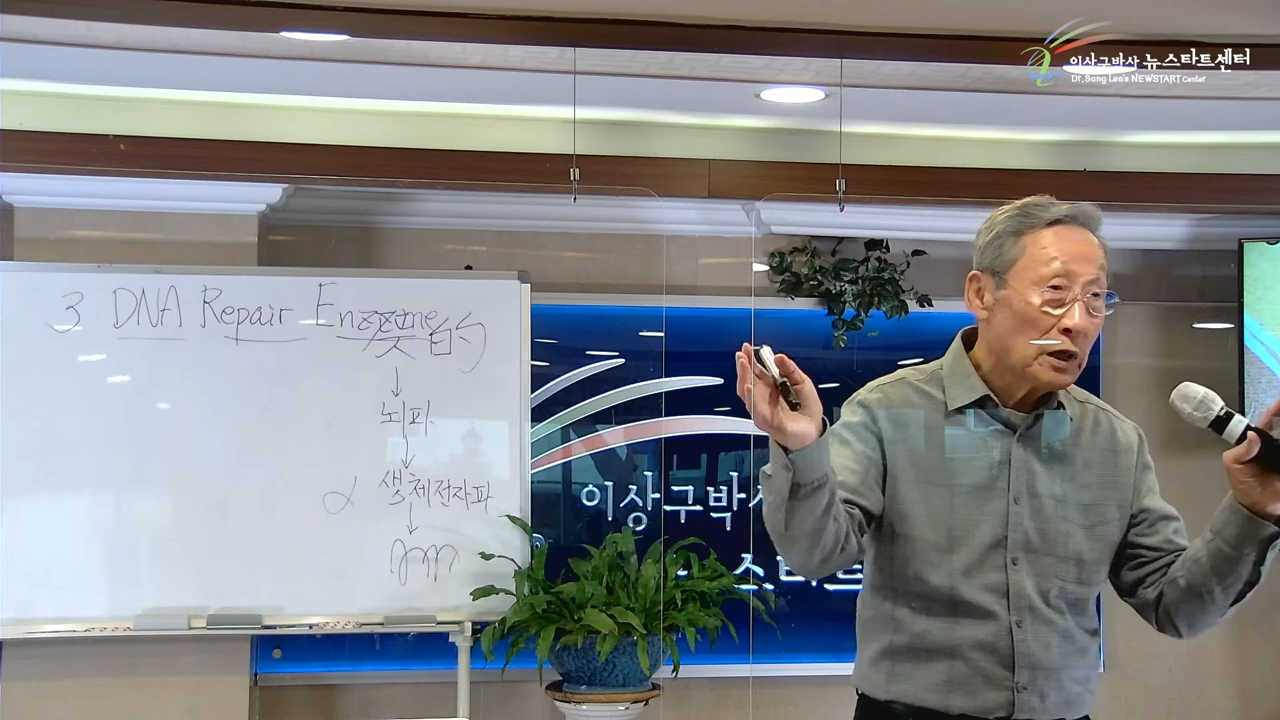 이상구박사 뉴스타트센터
Dr. Sang Lee's NEWSTART Center
3 DNA Repair Enzyme
的
↓
뇌파
↓
α 생체전자파
↓
이상구박사
스타트